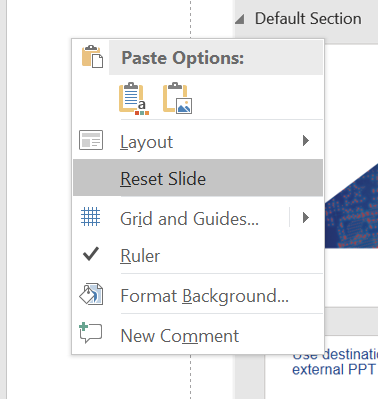 Default Section
Paste Options:
a
Layout
Reset Slide
Grid and Guides...
Ruler
Format Background...
New Comment
Use destinatio
external PPT